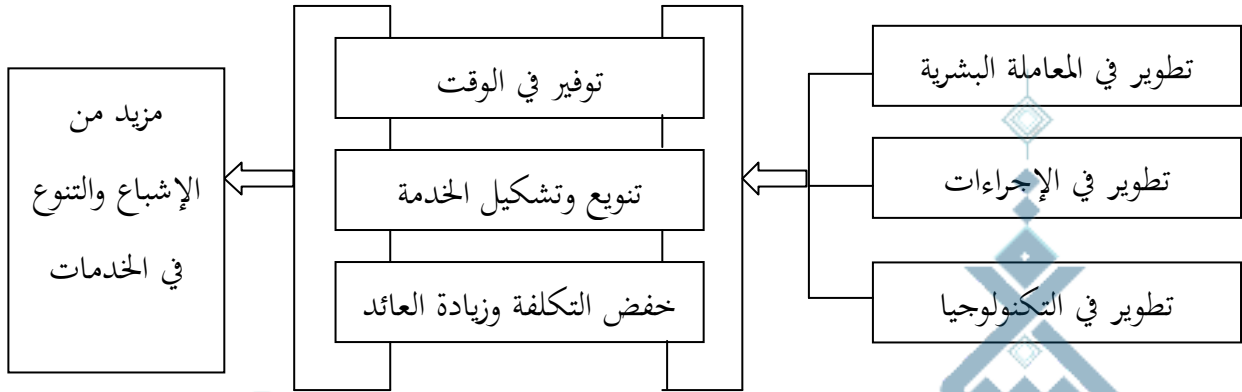 تطوير في المعاملة البشرية
تطوير في الإجراءات
تطوير في التكنولوجيا
توفير في الوقت
تنويع وتشكيل الخدمة
خفض التكلفة وزيادة العائد
مزيد من
الإشباع والتنوع
في الخدمات